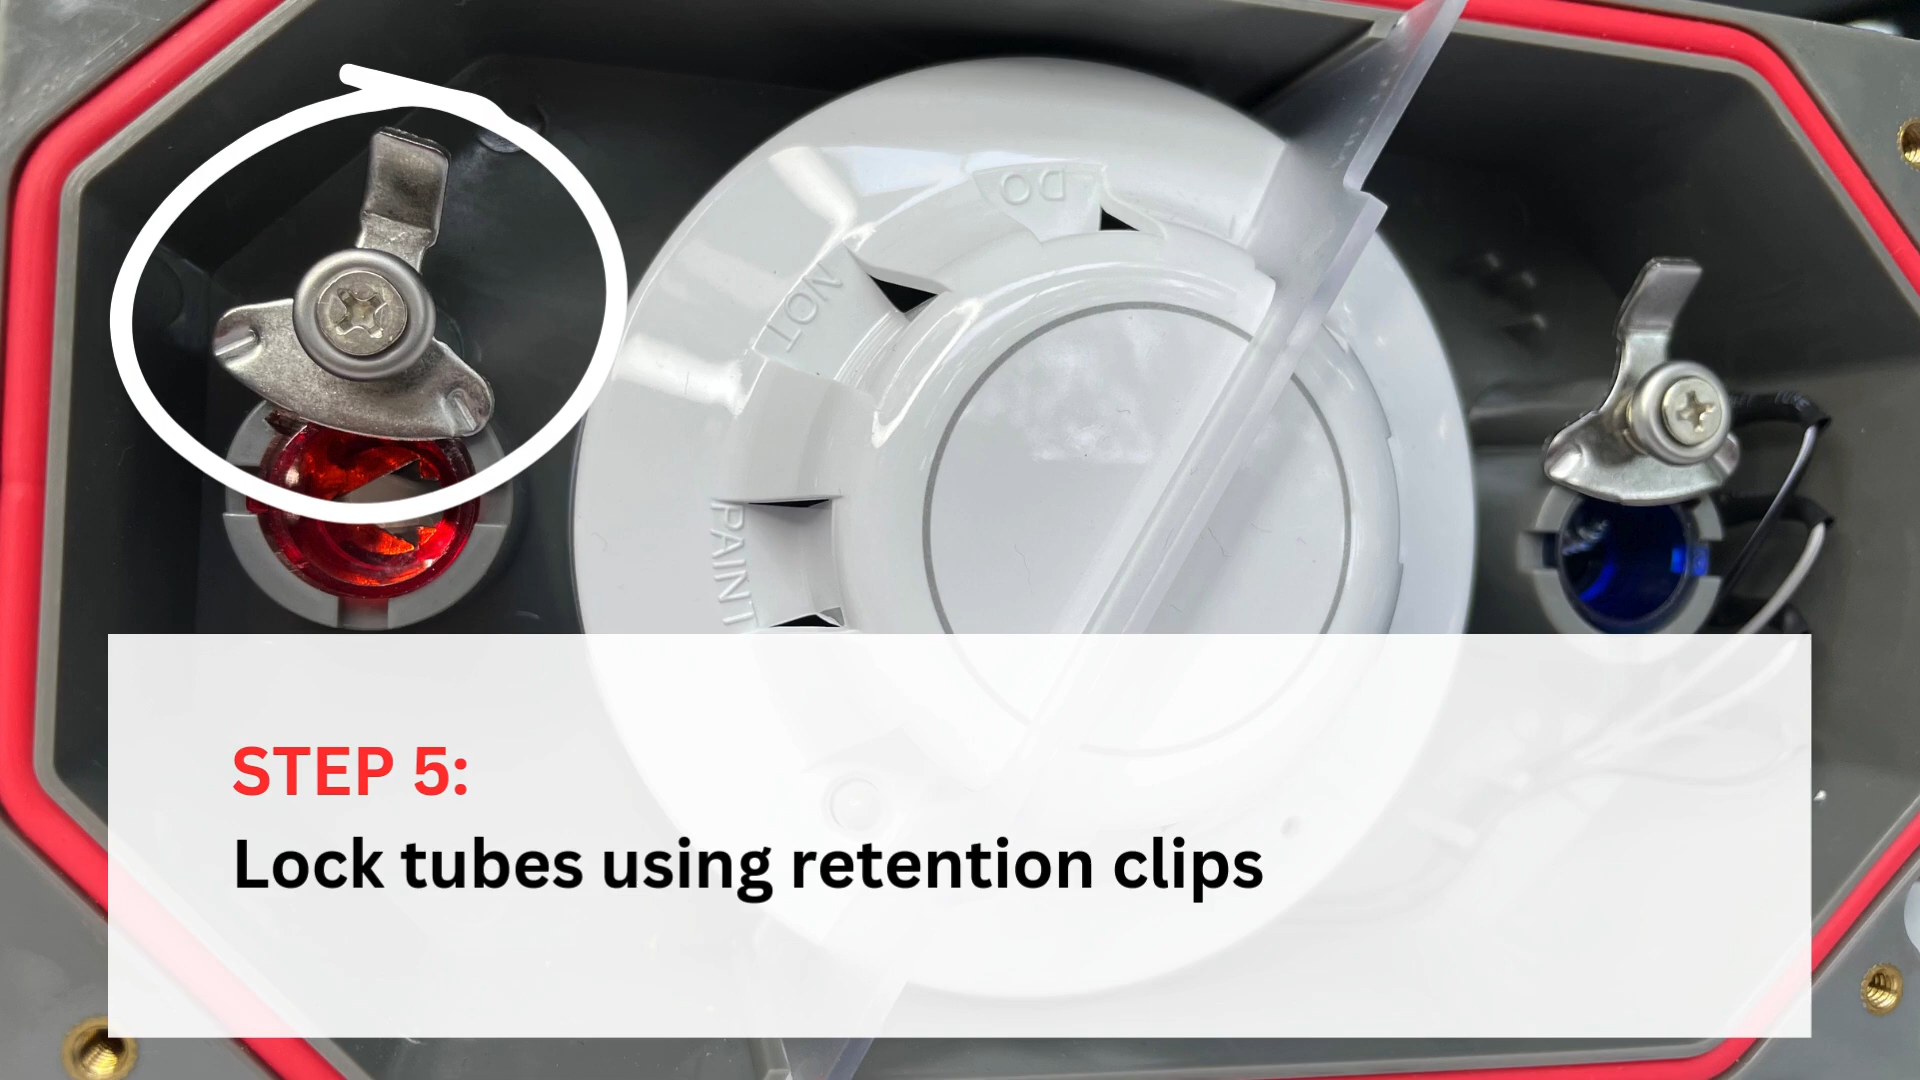 DO
NOT
PAINT
STEP 5:
Lock tubes using retention clips